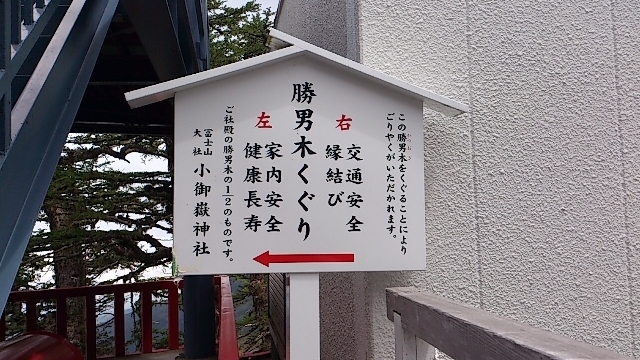 この勝男木をくぐることにより
ごりやくがいただかれます。
右
交通安全
縁結び
勝男木くぐり
左
家内安全
健康長寿
ご社殿の勝男木の1/2のものです。
冨士山
大社
小御嶽神社